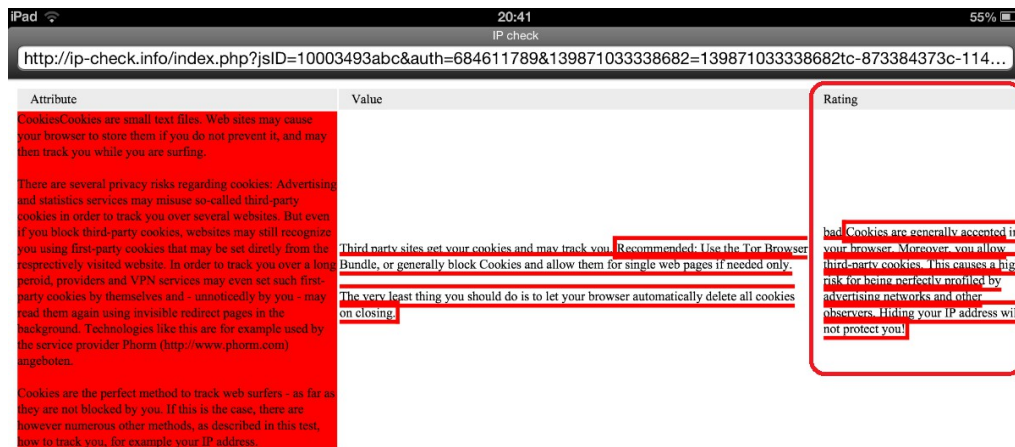 iPad 20:41 55%
IP check
http://ip-check.info/index.php?jsID=10003493abc&auth=684611789&139871033338682=139871033338682tc-873384373c-114...
Attribute Value Rating
CookiesCookies are small text files. Web sites may cause
your browser to store them if you do not prevent it, and may
then track you while you are surfing.
There are several privacy risks regarding cookies: Advertising
and statistics services may misuse so-called third-party
cookies in order to track you over several websites. But even
if you block third-party cookies, websites may still recognize
you using first-party cookies that may be set diretly from the
resprectively visited website. In order to track you over a long
peroid, providers and VPN services may even set such first-
party cookies by themselves and - unnoticedly by you - may
read them again using invisible redirect pages in the
background. Technologies like this are for example used by
the service provider Phorm (http://www.phorm.com)
angeboten.
Cookies are the perfect method to track web surfers - as far as
they are not blocked by you. If this is the case, there are
however numerous other methods, as described in this test,
how to track you, for example your IP address.
Third party sites get your cookies and may track you. Recommended: Use the Tor Browser
Bundle, or generally block Cookies and allow them for single web pages if needed only.
The very least thing you should do is to let your browser automatically delete all cookies
on closing.
bad Cookies are generally accepted in
your browser. Moreover, you allow
third-party cookies. This causes a hig
risk for being perfectly profiled by
advertising networks and other
observers. Hiding your IP address wil
not protect you!